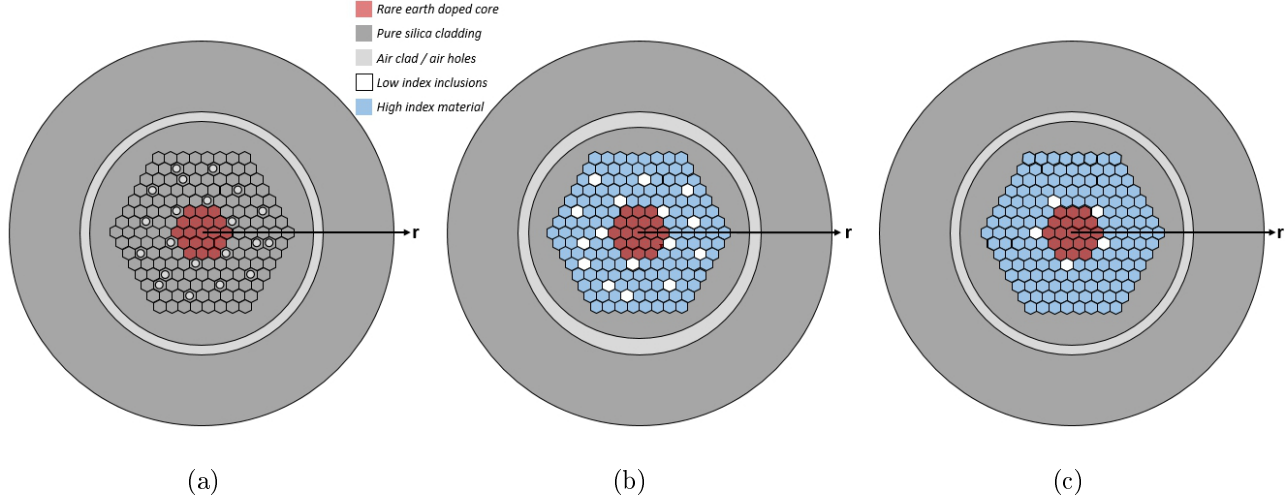 Rare earth doped core
Pure silica cladding
Air clad / air holes
Low index inclusions
High index material
r
r
r
(a)
(b)
(c)